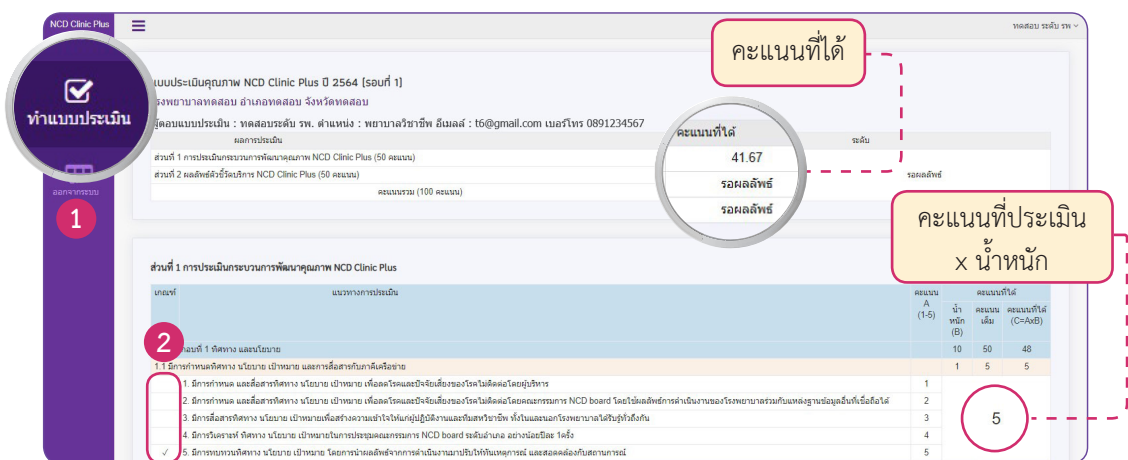 NCD Clinic Plus
ทดสอบ ระดับ รพ
คะแนนที่ได้
ทำแบบประเมิน
แบบประเมินคุณภาพ NCD Clinic Plus ปี 2564 [รอบที่ 1]
โรงพยาบาลทดสอบ อำเภอทดสอบ จังหวัดทดสอบ
ผู้ตอบแบบประเมิน : ทดสอบระดับ รพ. ตำแหน่ง : พยาบาลวิชาชีพ อีเมลล์ : t6@gmail.com เบอร์โทร 0891234567
ผลการประเมิน คะแนนที่ได้ ระดับ
ส่วนที่ 1 การประเมินกระบวนการพัฒนาคุณภาพ NCD Clinic Plus (50 คะแนน) 41.67
ส่วนที่ 2 ผลลัพธ์ตัวชี้วัดบริการ NCD Clinic Plus (50 คะแนน) รอผลลัพธ์ รอผลลัพธ์
คะแนนรวม (100 คะแนน) รอผลลัพธ์
ออกจากระบบ
1
คะแนนที่ประเมิน
x น้ำหนัก
ส่วนที่ 1 การประเมินกระบวนการพัฒนาคุณภาพ NCD Clinic Plus
เกณฑ์ แนวทางการประเมิน คะแนน A (1-5) คะแนนที่ได้
น้ำหนัก (B) คะแนนเต็ม คะแนนที่ได้ (C=AxB)
2
อบที่ 1 ทิศทาง และนโยบาย 10 50 48
1.1 มีการกำหนดทิศทาง นโยบาย เป้าหมาย และการสื่อสารกับภาคีเครือข่าย 1 5 5
1. มีการกำหนด และสื่อสารทิศทาง นโยบาย เป้าหมาย เพื่อลดโรคและปัจจัยเสี่ยงของโรคไม่ติดต่อโดยผู้บริหาร 1
2. มีการกำหนด และสื่อสารทิศทาง นโยบาย เป้าหมาย เพื่อลดโรคและปัจจัยเสี่ยงของโรคไม่ติดต่อโดยคณะกรรมการ NCD board โดยใช้ผลลัพธ์การดำเนินงานของโรงพยาบาลร่วมกับแหล่งฐานข้อมูลอื่นที่เชื่อถือได้ 2
3. มีการสื่อสารทิศทาง นโยบาย เป้าหมายเพื่อสร้างความเข้าใจให้แก่ผู้ปฏิบัติงานและทีมสหวิชาชีพ ทั้งในและนอกโรงพยาบาลได้รับรู้ทั่วถึงกัน 3
5
4. มีการวิเคราะห์ ทิศทาง นโยบาย เป้าหมายในการประชุมคณะกรรมการ NCD board ระดับอำเภอ อย่างน้อยปีละ 1ครั้ง 4
✓ 5. มีการทบทวนทิศทาง นโยบาย เป้าหมาย โดยการนำผลลัพธ์จากการดำเนินงานมาปรับให้ทันเหตุการณ์ และสอดคล้องกับสถานการณ์ 5